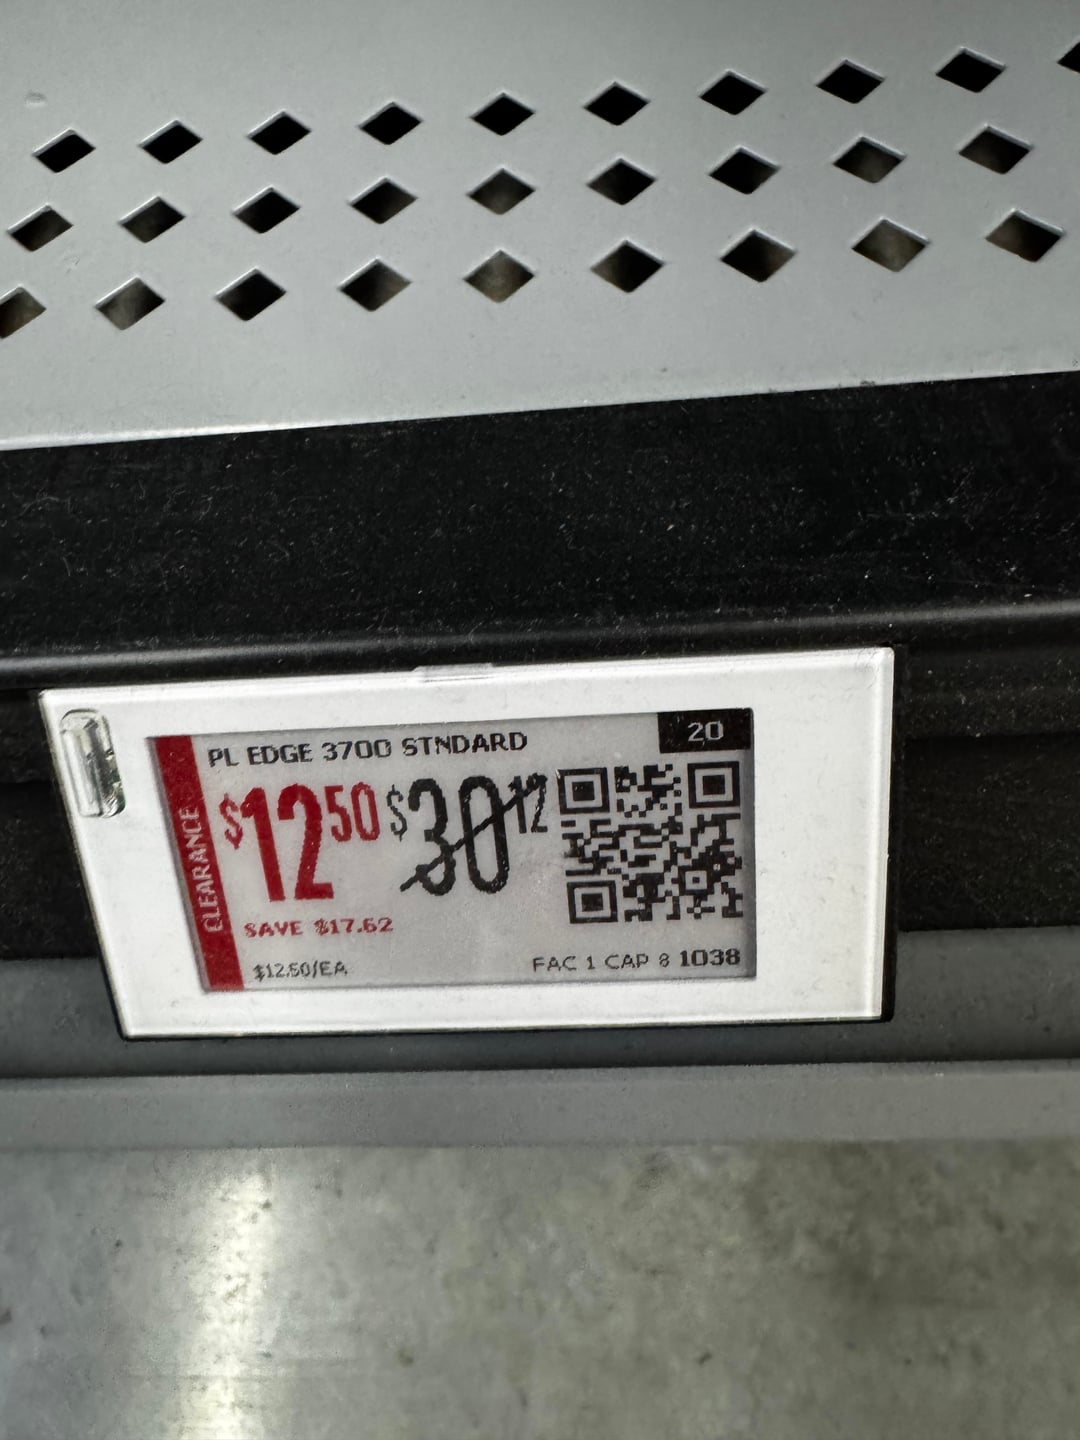 20
PL EDGE 3700 STNDARD
CLEARANCE
$12.50 $30.12
SAVE $17.62
$12.50/EA
FAC 1 CAP 8 1038